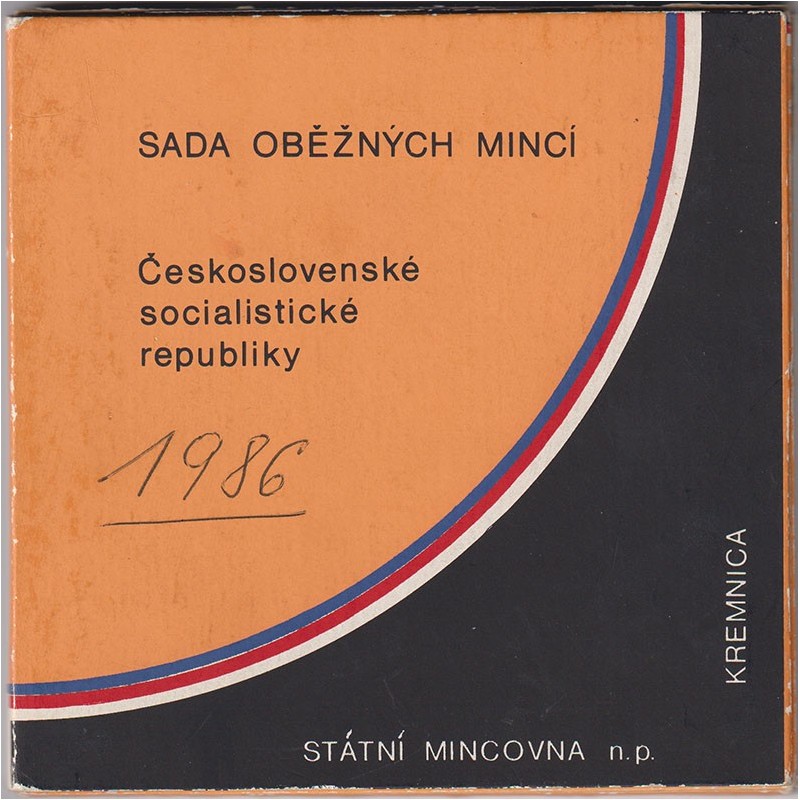 SADA OBĚŽNÝCH MINCÍ
Československé
socialistické
republiky
1986
KREMNICA
STÁTNÍ MINCOVNA n.p.